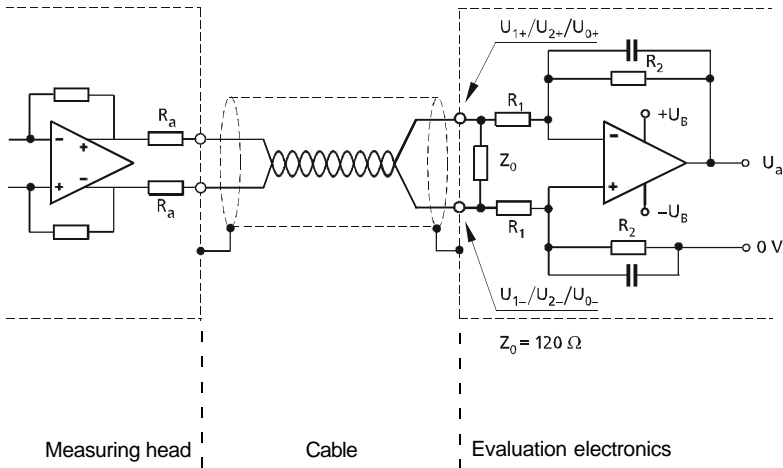 U1+/U2+/U0+
R2
Ra
R1
+UB
−
+
−
+
−
+
Z0
Ua
−UB
Ra
R1
R2
0 V
U1−/U2−/U0−
Z0 = 120 Ω
Measuring head
Cable
Evaluation electronics